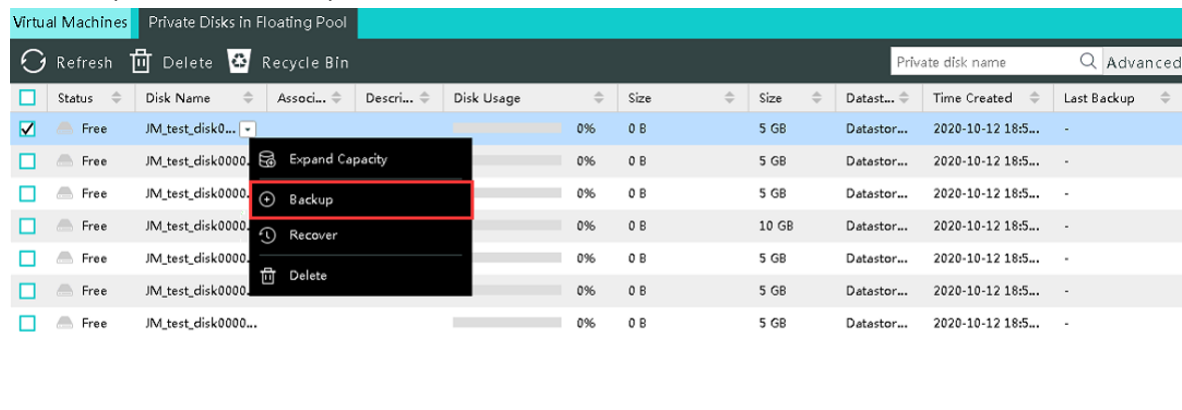 Virtual Machines Private Disks in Floating Pool
Refresh Delete Recycle Bin Private disk name Advanced
Status Disk Name Associ... Descri... Disk Usage Size Size Datast... Time Created Last Backup
Free JM_test_disk0... 0% 0 B 5 GB Datastor... 2020-10-12 18:5... -
Expand Capacity
Free JM_test_disk0000. 0% 0 B 5 GB Datastor... 2020-10-12 18:5... -
Backup
Free JM_test_disk0000. 0% 0 B 5 GB Datastor... 2020-10-12 18:5... -
Free JM_test_disk0000. 0% 0 B 10 GB Datastor... 2020-10-12 18:5... -
Recover
Free JM_test_disk0000. 0% 0 B 5 GB Datastor... 2020-10-12 18:5... -
Delete
Free JM_test_disk0000. 0% 0 B 5 GB Datastor... 2020-10-12 18:5... -
Free JM_test_disk0000... 0% 0 B 5 GB Datastor... 2020-10-12 18:5... -